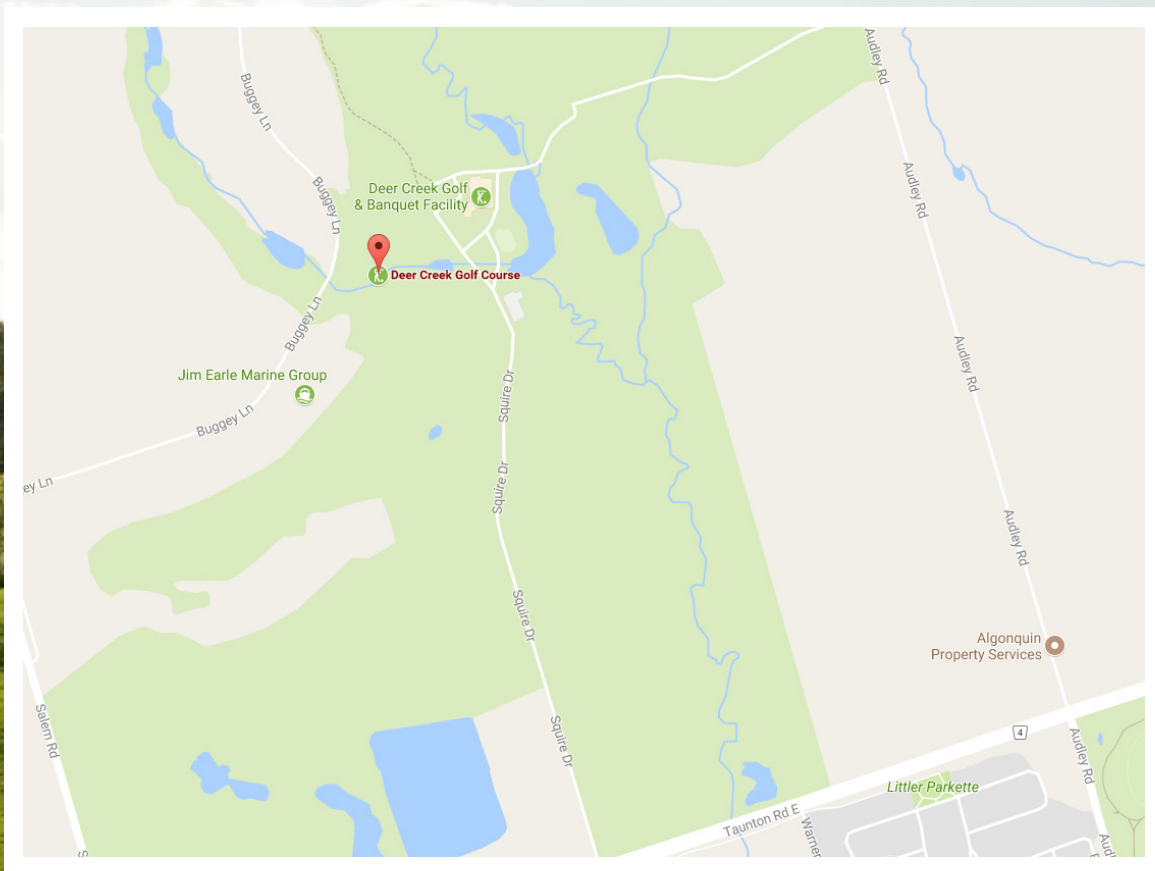 Audley Rd
Buggey Ln
Audley Rd
Deer Creek Golf
& Banquet Facility
Buggey Ln
Deer Creek Golf Course
Buggey Ln
Audley Rd
Jim Earle Marine Group
Squire Dr
Buggey Ln
Squire Dr
ey Ln
Audley Rd
Squire Dr
Algonquin
Property Services
Salem Rd
Squire Dr
4
Audley Rd
Littler Parkette
Taunton Rd E
Warner
Aud
S